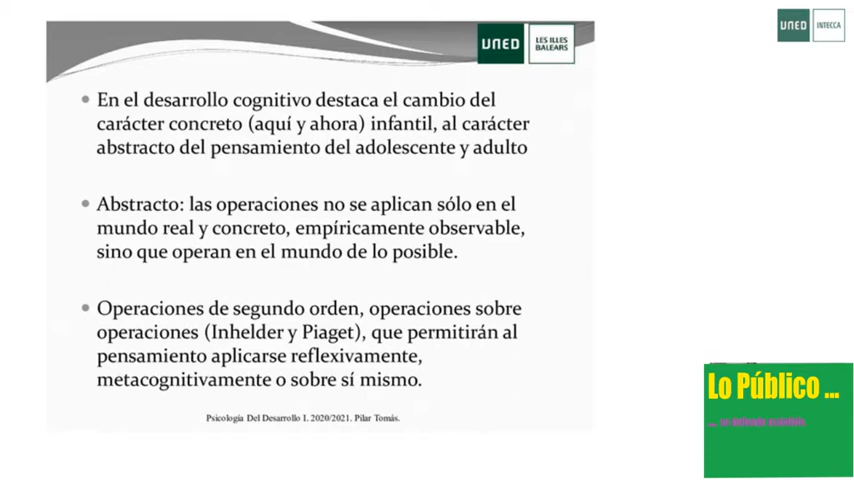 UNED
LES ILLES
BALEARS
UNED
INTECCA
En el desarrollo cognitivo destaca el cambio del
carácter concreto (aquí y ahora) infantil, al carácter
abstracto del pensamiento del adolescente y adulto
Abstracto: las operaciones no se aplican sólo en el
mundo real y concreto, empíricamente observable,
sino que operan en el mundo de lo posible.
Operaciones de segundo orden, operaciones sobre
operaciones (Inhelder y Piaget), que permitirán al
pensamiento aplicarse reflexivamente,
metacognitivamente o sobre sí mismo.
Psicología Del Desarrollo I. 2020/2021. Pilar Tomás.
Lo Público ...
... se defiende